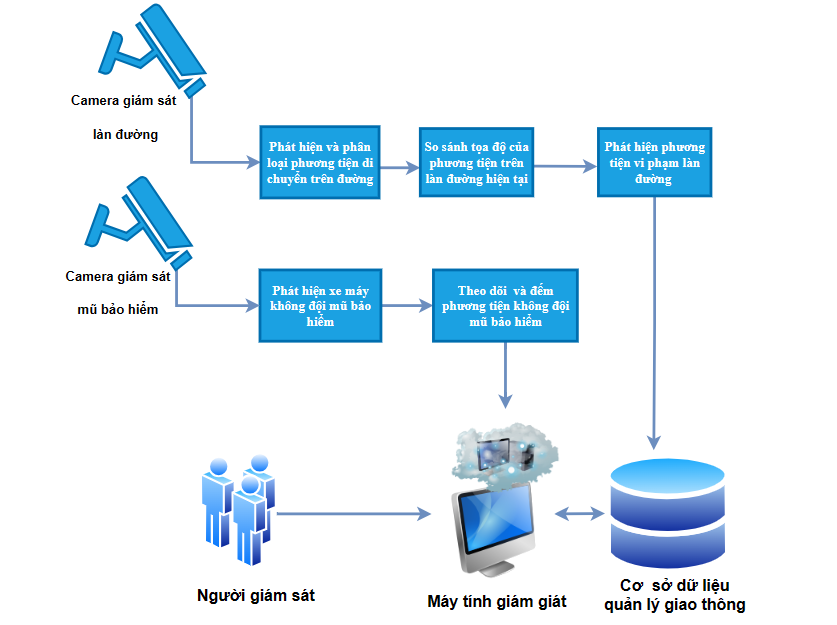 Camera giám sát
làn đường
Phát hiện và phân
loại phương tiện di
chuyển trên đường
So sánh tọa độ của
phương tiện trên
làn đường hiện tại
Phát hiện phương
tiện vi phạm làn
đường
Camera giám sát
mũ bảo hiểm
Phát hiện xe máy
không đội mũ bảo
hiểm
Theo dõi và đếm
phương tiện không đội
mũ bảo hiểm
Người giám sát
Máy tính giám giát
Cơ sở dữ liệu
quản lý giao thông